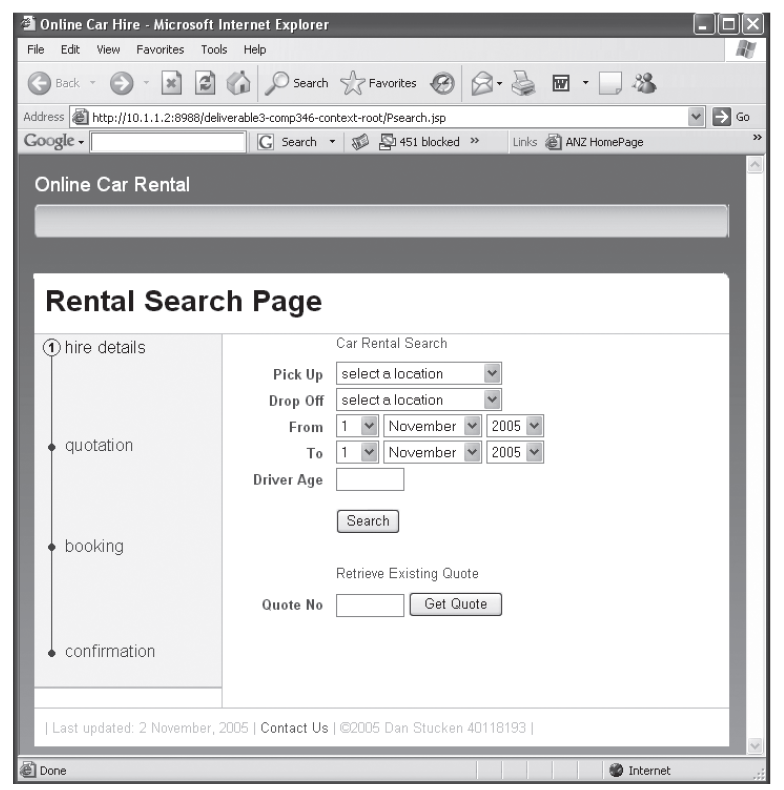 Online Car Hire - Microsoft Internet Explorer
File Edit View Favorites Tools Help
Back Search Favorites
Address http://10.1.1.2:8988/deliverable3-comp346-context-root/Psearch.jsp Go
Google G Search 451 blocked » Links ANZ HomePage »
Online Car Rental
Rental Search Page
1 hire details
quotation
booking
confirmation
Car Rental Search
Pick Up select a location
Drop Off select a location
From 1 November 2005
To 1 November 2005
Driver Age
Search
Retrieve Existing Quote
Quote No Get Quote
| Last updated: 2 November, 2005 | Contact Us | ©2005 Dan Stucken 40118193 |
Done Internet